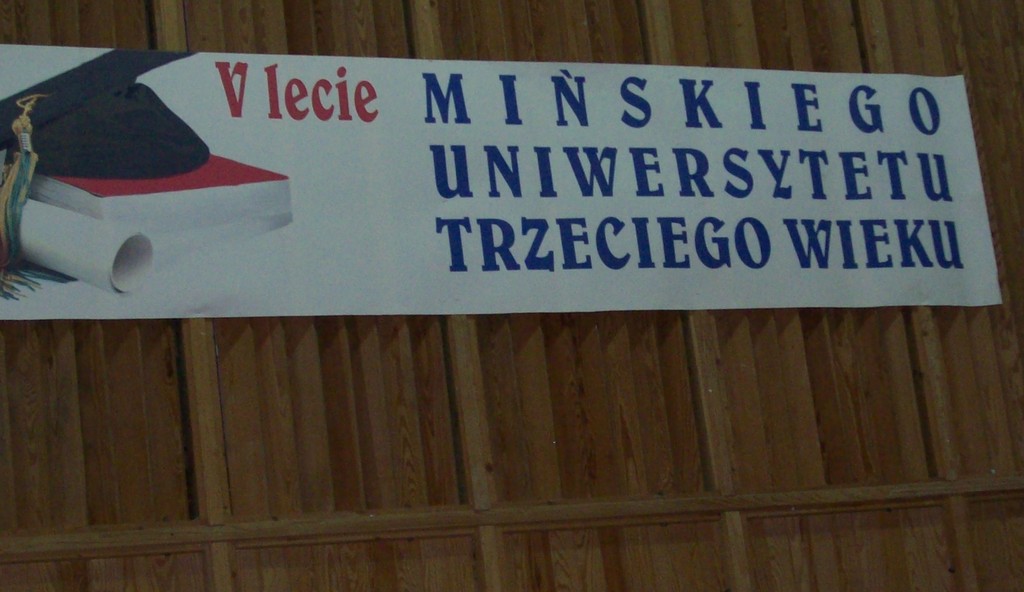 V lecie MIŃSKIEGO
UNIWERSYTETU
TRZECIEGO WIEKU